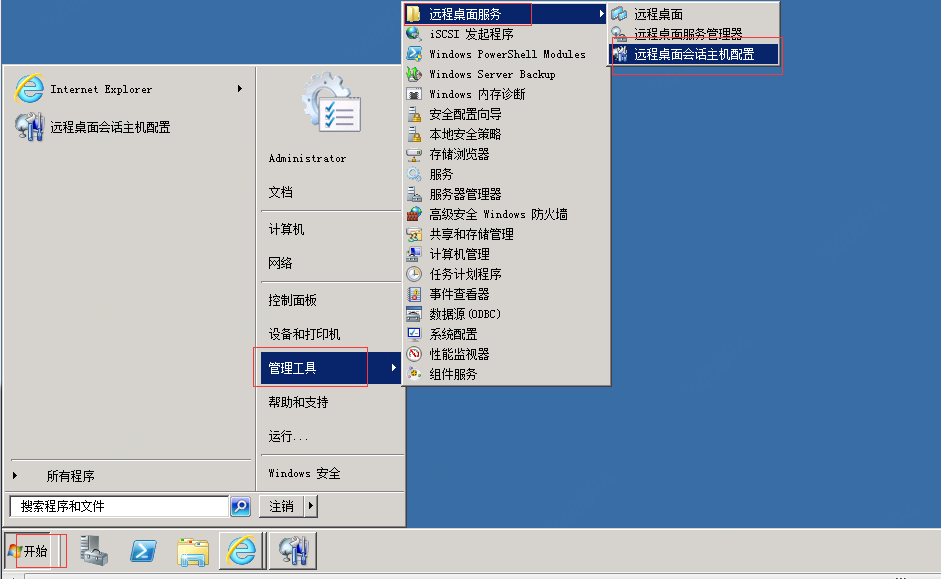 远程桌面服务
iSCSI 发起程序
Windows PowerShell Modules
Windows Server Backup
Windows 内存诊断
安全配置向导
本地安全策略
存储浏览器
服务
服务器管理器
高级安全 Windows 防火墙
共享和存储管理
计算机管理
任务计划程序
事件查看器
数据源(ODBC)
系统配置
性能监视器
组件服务
远程桌面
远程桌面服务管理器
远程桌面会话主机配置
Internet Explorer
远程桌面会话主机配置
Administrator
文档
计算机
网络
控制面板
设备和打印机
管理工具
帮助和支持
运行...
Windows 安全
所有程序
搜索程序和文件
注销
开始